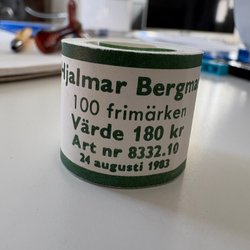 Hjalmar Bergma
100 frimärken
Värde 180 kr
Art nr 8332.10
24 augusti 1983